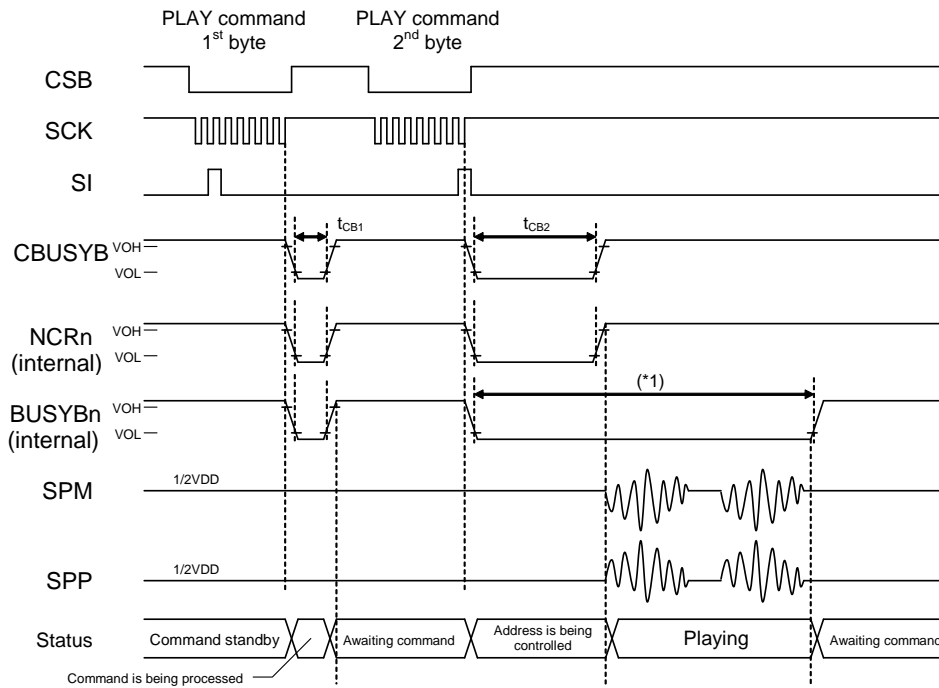 PLAY command
1st byte
PLAY command
2nd byte
CSB
SCK
SI
tCB1
tCB2
CBUSYB
VOH
VOL
NCRn
(internal)
VOH
VOL
(*1)
BUSYBn
(internal)
VOH
VOL
SPM
1/2VDD
SPP
1/2VDD
Status
Command standby
Awaiting command
Address is being
controlled
Playing
Awaiting command
Command is being processed